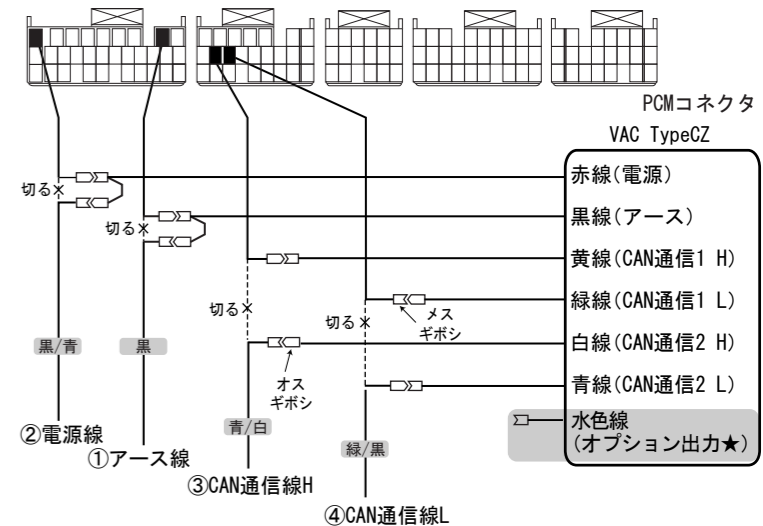 PCMコネクタ
VAC TypeCZ
赤線(電源)
切る×
黒線(アース)
切る×
黄線(CAN通信1 H)
緑線(CAN通信1 L)
切る×
切る×
メス
ギボシ
白線(CAN通信2 H)
黒/青
黒
オス
ギボシ
青線(CAN通信2 L)
水色線
(オプション出力★)
青/白
②電源線
緑/黒
①アース線
③CAN通信線H
④CAN通信線L